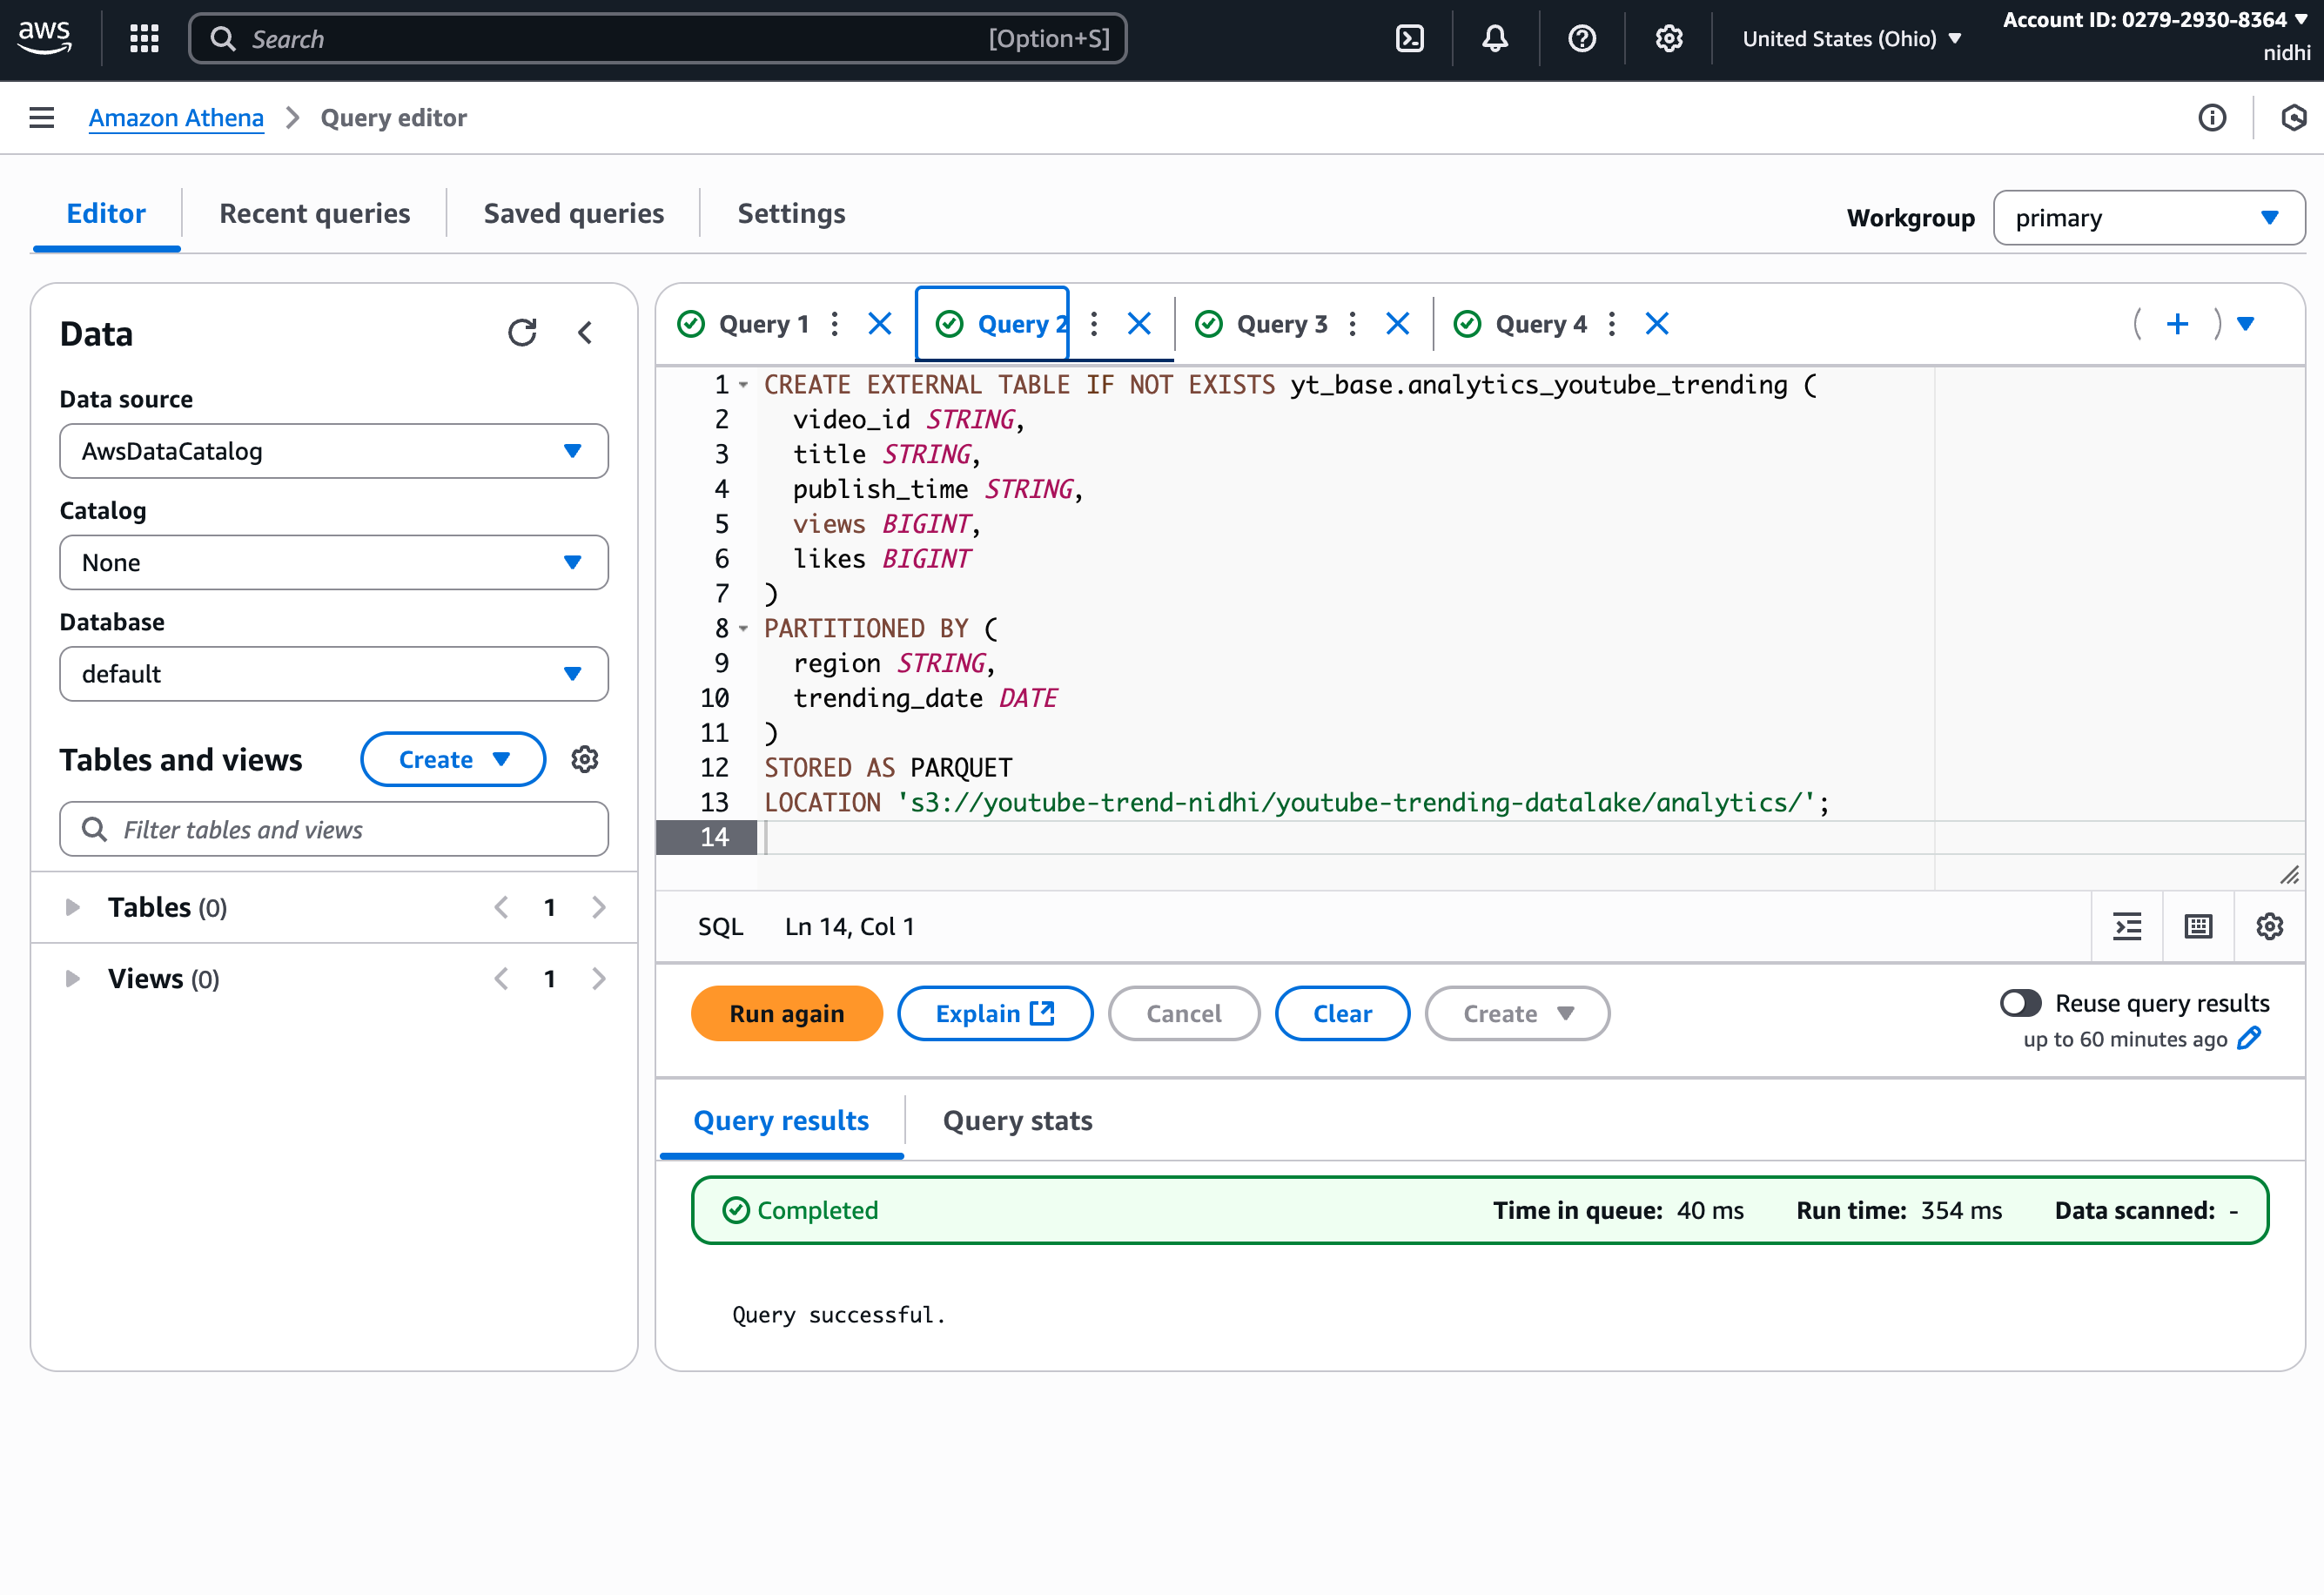 aws
Search
[Option+S]
United States (Ohio)
Account ID: 0279-2930-8364
nidhi
Amazon Athena
Query editor
Editor
Recent queries
Saved queries
Settings
Workgroup
primary
Data
Data source
AwsDataCatalog
Catalog
None
Database
default
Tables and views
Create
Filter tables and views
Tables (0)
1
Views (0)
1
Query 1
Query 2
Query 3
Query 4
1 CREATE EXTERNAL TABLE IF NOT EXISTS yt_base.analytics_youtube_trending (
2 video_id STRING,
3 title STRING,
4 publish_time STRING,
5 views BIGINT,
6 likes BIGINT
7 )
8 PARTITIONED BY (
9 region STRING,
10 trending_date DATE
11 )
12 STORED AS PARQUET
13 LOCATION 's3://youtube-trend-nidhi/youtube-trending-datalake/analytics/';
14
SQL
Ln 14, Col 1
Run again
Explain
Cancel
Clear
Create
Reuse query results
up to 60 minutes ago
Query results
Query stats
Completed
Time in queue: 40 ms
Run time: 354 ms
Data scanned: -
Query successful.